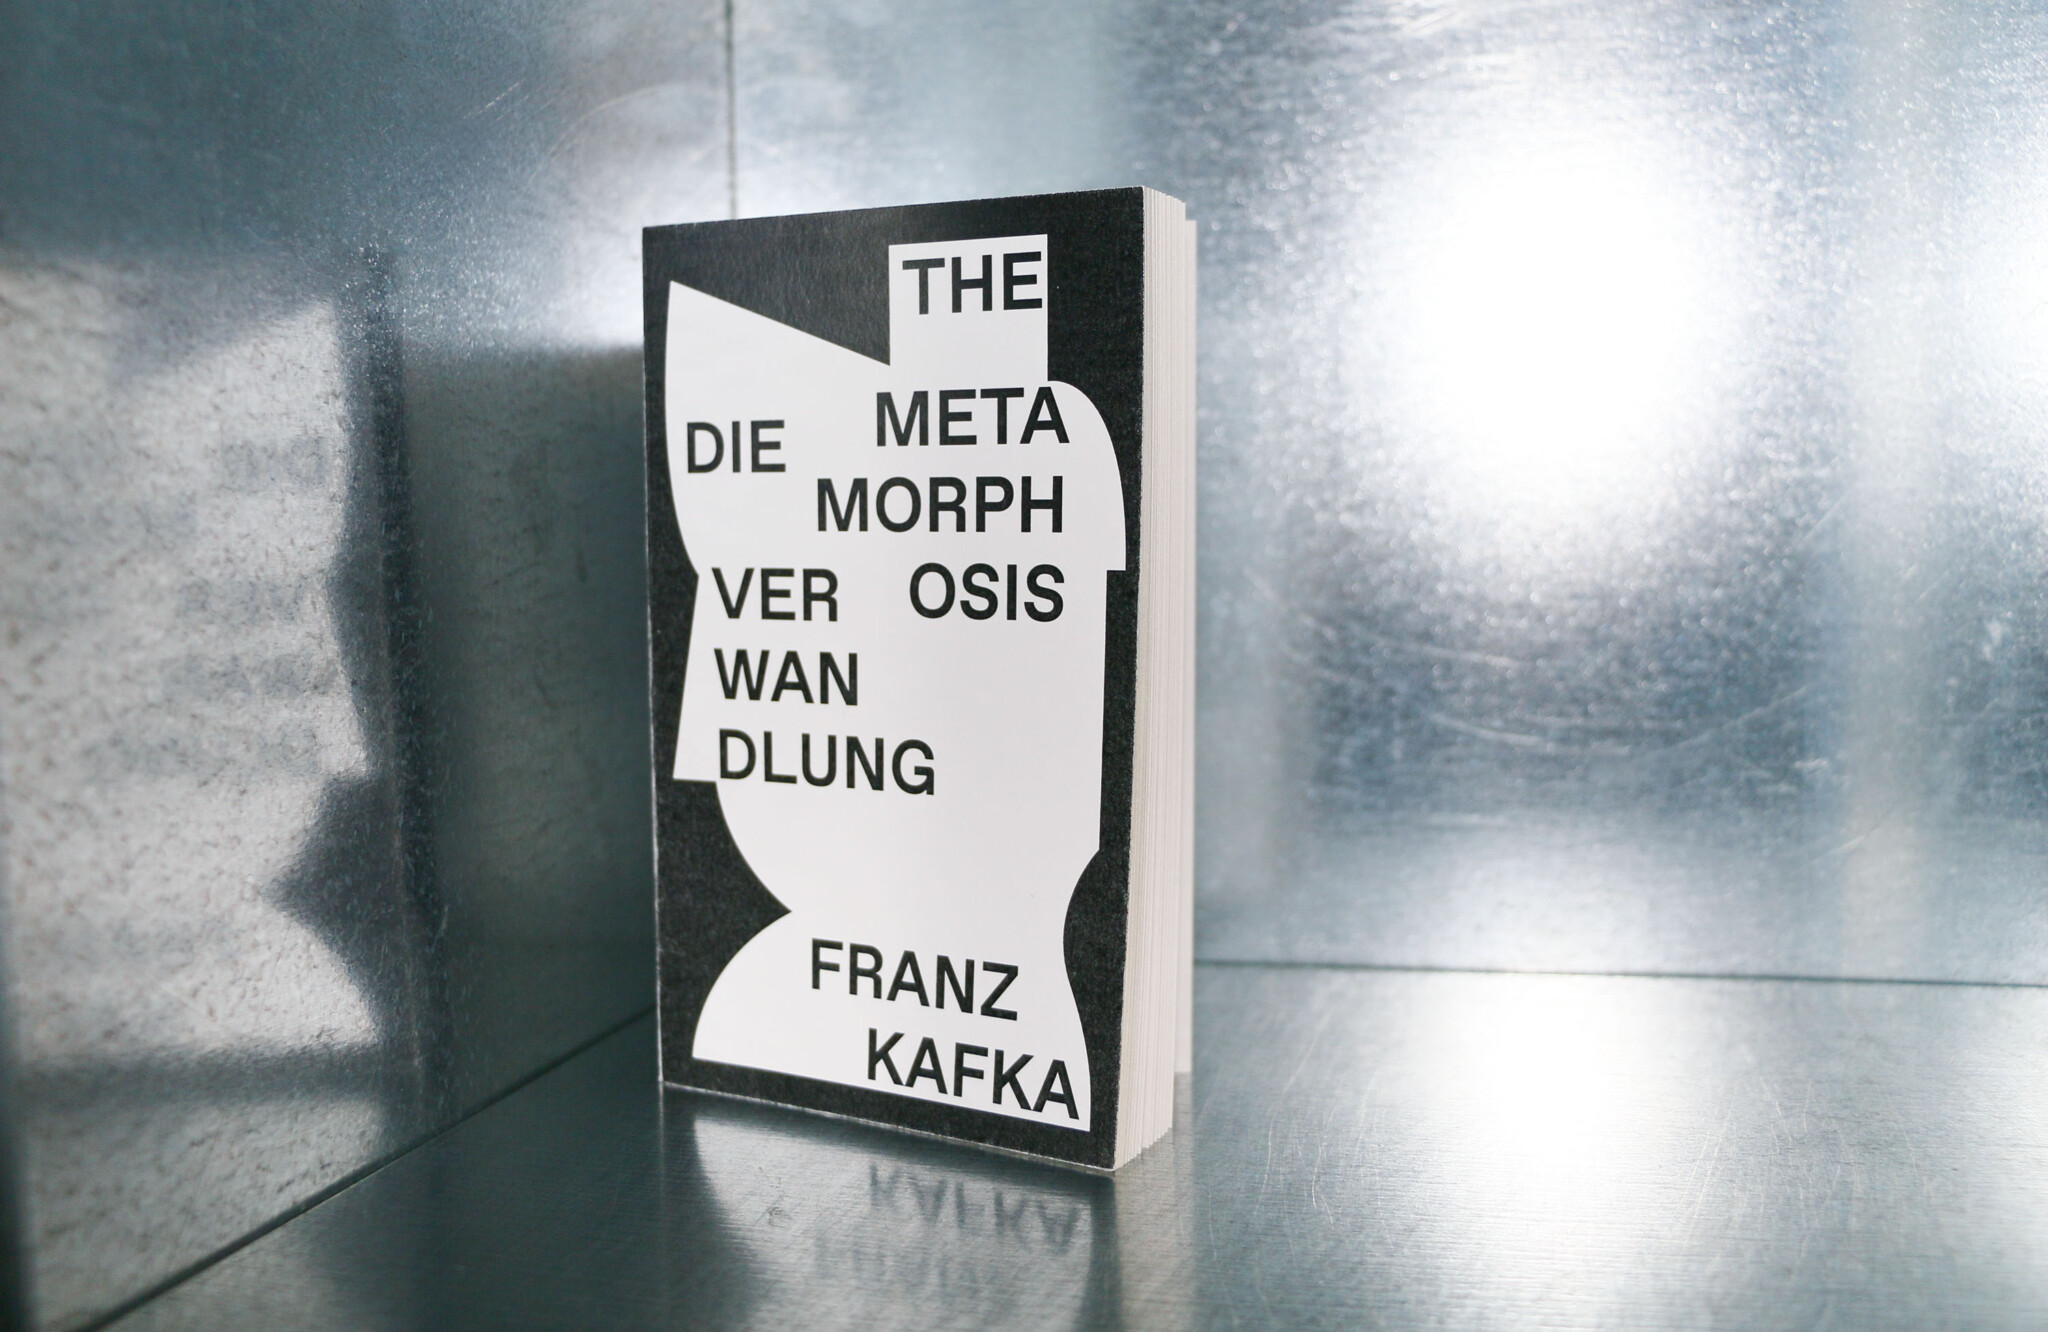 THE
META
MORPH
OSIS
DIE
VER
WAN
DLUNG
FRANZ
KAFKA